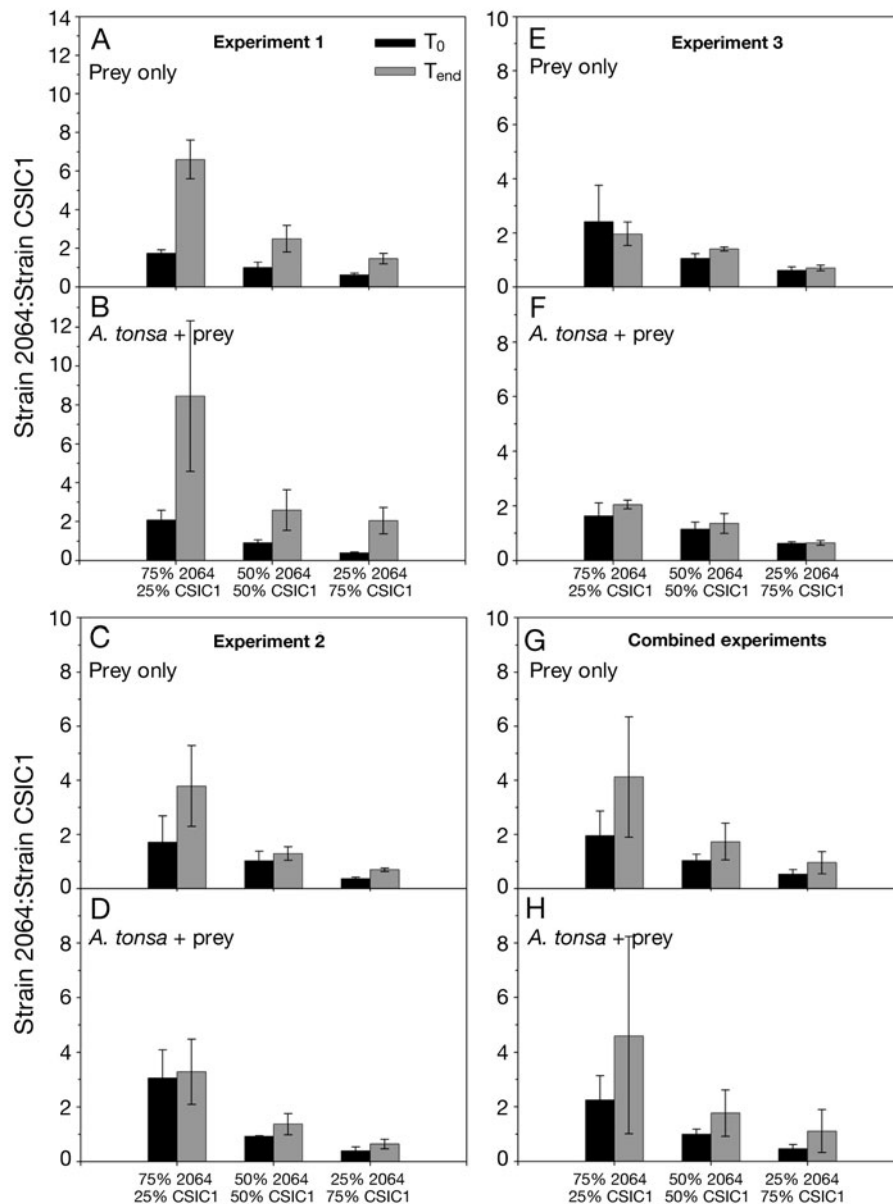 Strain 2064:Strain CSIC1
14
12
10
8
6
4
2
0
A
Experiment 1
T0
Tend
Prey only
12
10
8
6
4
2
0
B
A. tonsa + prey
75% 2064
25% CSIC1
50% 2064
50% CSIC1
25% 2064
75% CSIC1
10
8
6
4
2
0
E
Experiment 3
Prey only
8
6
4
2
0
F
A. tonsa + prey
75% 2064
25% CSIC1
50% 2064
50% CSIC1
25% 2064
75% CSIC1
Strain 2064:Strain CSIC1
10
8
6
4
2
0
C
Experiment 2
Prey only
8
6
4
2
0
D
A. tonsa + prey
75% 2064
25% CSIC1
50% 2064
50% CSIC1
25% 2064
75% CSIC1
10
8
6
4
2
0
G
Combined experiments
Prey only
8
6
4
2
0
H
A. tonsa + prey
75% 2064
25% CSIC1
50% 2064
50% CSIC1
25% 2064
75% CSIC1